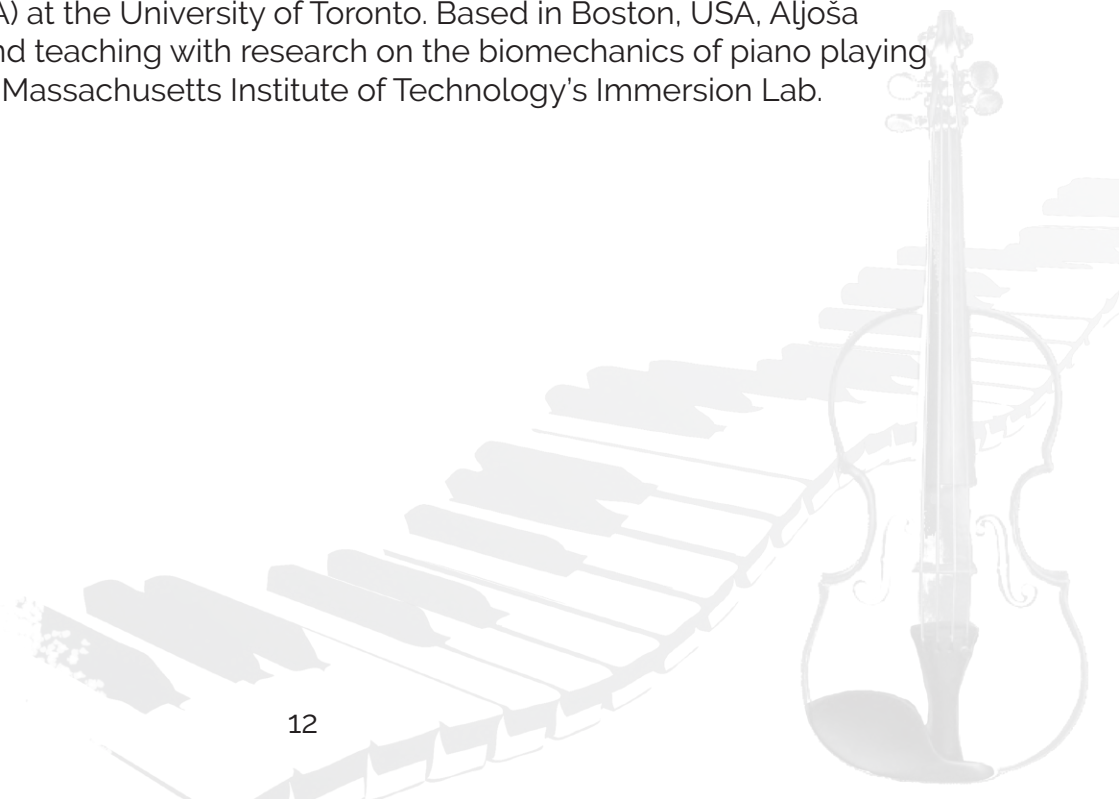 A) at the University of Toronto. Based in Boston, USA, Aljoša
nd teaching with research on the biomechanics of piano playing
Massachusetts Institute of Technology’s Immersion Lab.
12